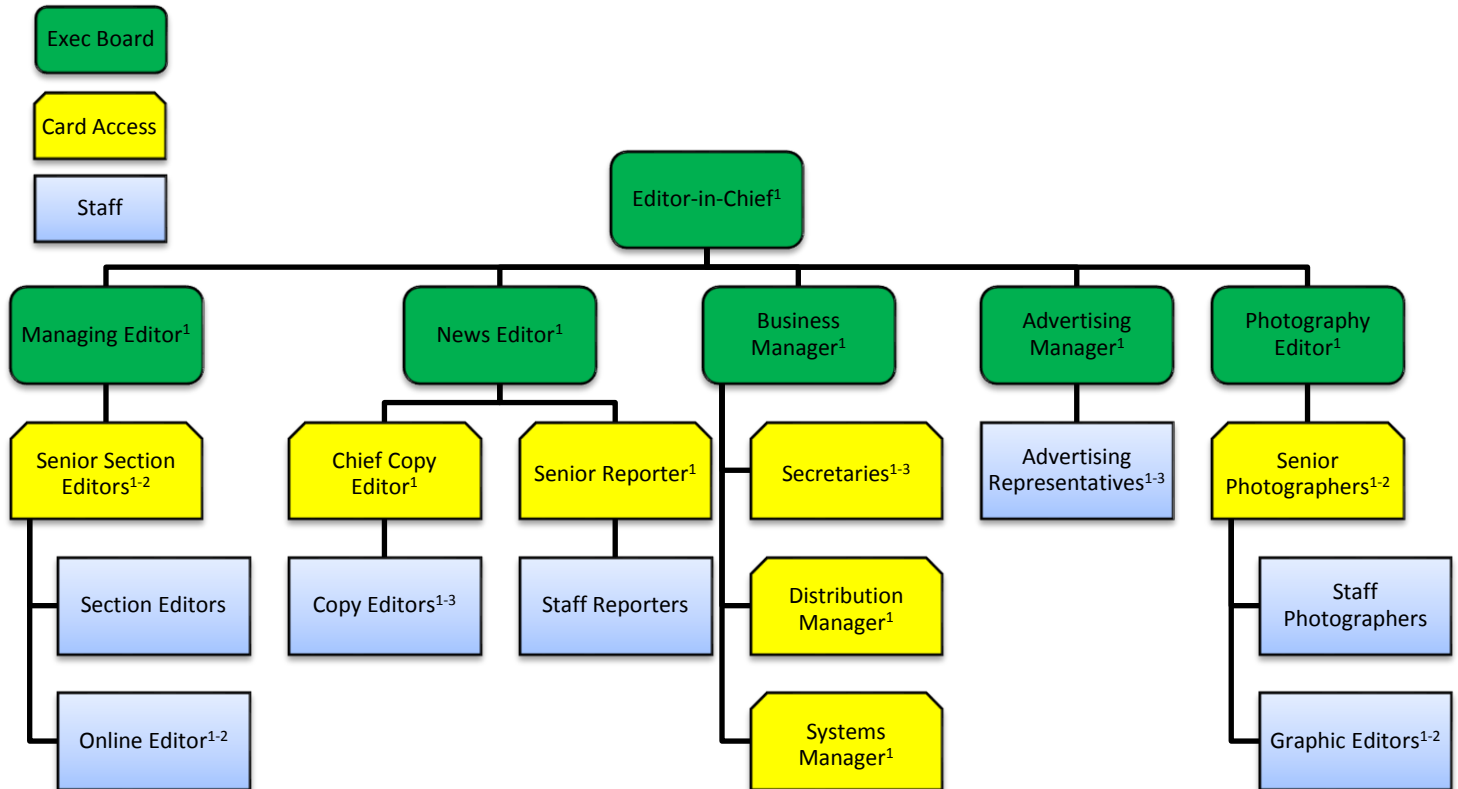 Exec Board
Card Access
Staff
Editor-in-Chief¹
Managing Editor¹
News Editor¹
Business
Manager¹
Advertising
Manager¹
Photography
Editor¹
Senior Section
Editors¹⁻²
Chief Copy
Editor¹
Senior Reporter¹
Secretaries¹⁻³
Advertising
Representatives¹⁻³
Senior
Photographers¹⁻²
Section Editors
Copy Editors¹⁻³
Staff Reporters
Distribution
Manager¹
Staff
Photographers
Online Editor¹⁻²
Systems
Manager¹
Graphic Editors¹⁻²